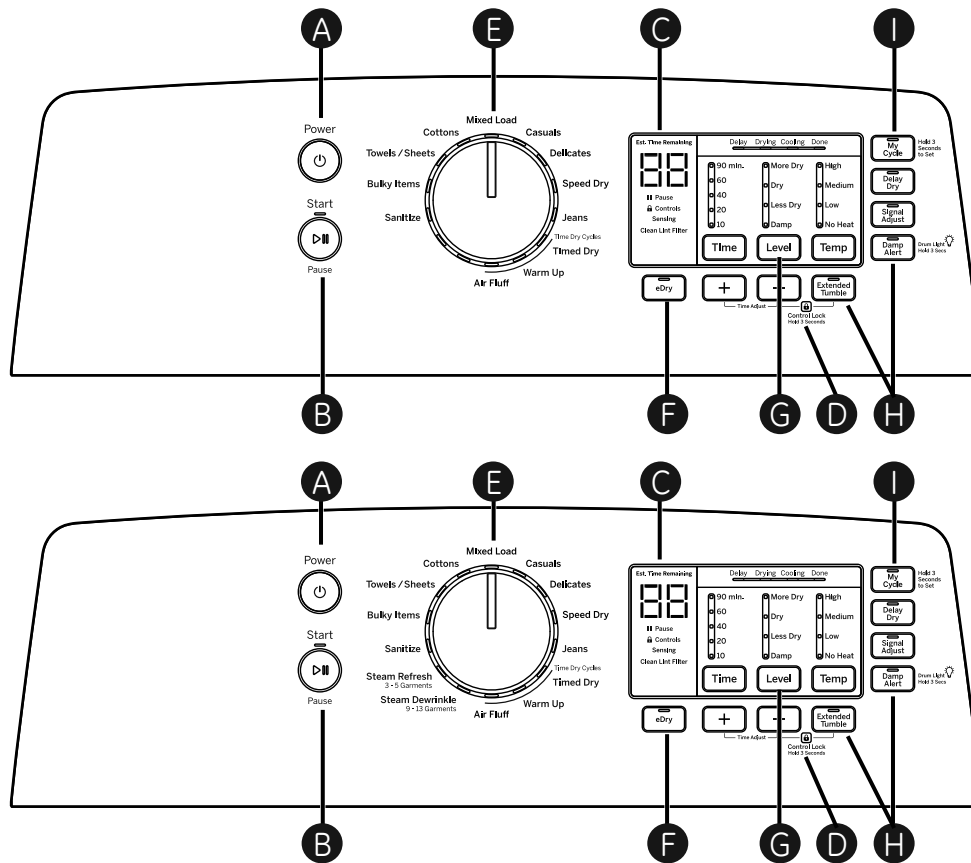 A
E
C
I
Power
Start
Pause
Mixed Load
Cottons
Casuals
Towels / Sheets
Delicates
Bulky Items
Speed Dry
Sanitize
Jeans
Time Dry Cycles
Timed Dry
Warm Up
Air Fluff
Est. Time Remaining
88
Pause
Controls
Sensing
Clean Lint Filter
Delay Drying Cooling Done
90 min. More Dry High
60
Dry Medium
40
20 Less Dry Low
10 Damp No Heat
Time Level Temp
My Cycle
Hold 3
Seconds
to Set
Delay
Dry
Signal
Adjust
Damp
Alert
Drum Light
Hold 3 Secs
eDry + - Extended
Tumble
Time Adjust
Control Lock
Hold 3 Seconds
B
F
G
D
H
A
E
C
I
Power
Start
Pause
Mixed Load
Cottons
Casuals
Towels / Sheets
Delicates
Bulky Items
Speed Dry
Sanitize
Jeans
Steam Refresh
3 - 5 Garments
Time Dry Cycles
Timed Dry
Steam Dewrinkle
9 - 13 Garments
Warm Up
Air Fluff
Est. Time Remaining
88
Pause
Controls
Sensing
Clean Lint Filter
Delay Drying Cooling Done
90 min. More Dry High
60
Dry Medium
40
20 Less Dry Low
10 Damp No Heat
Time Level Temp
My Cycle
Hold 3
Seconds
to Set
Delay
Dry
Signal
Adjust
Damp
Alert
Drum Light
Hold 3 Secs
eDry + - Extended
Tumble
Time Adjust
Control Lock
Hold 3 Seconds
B
F
G
D
H